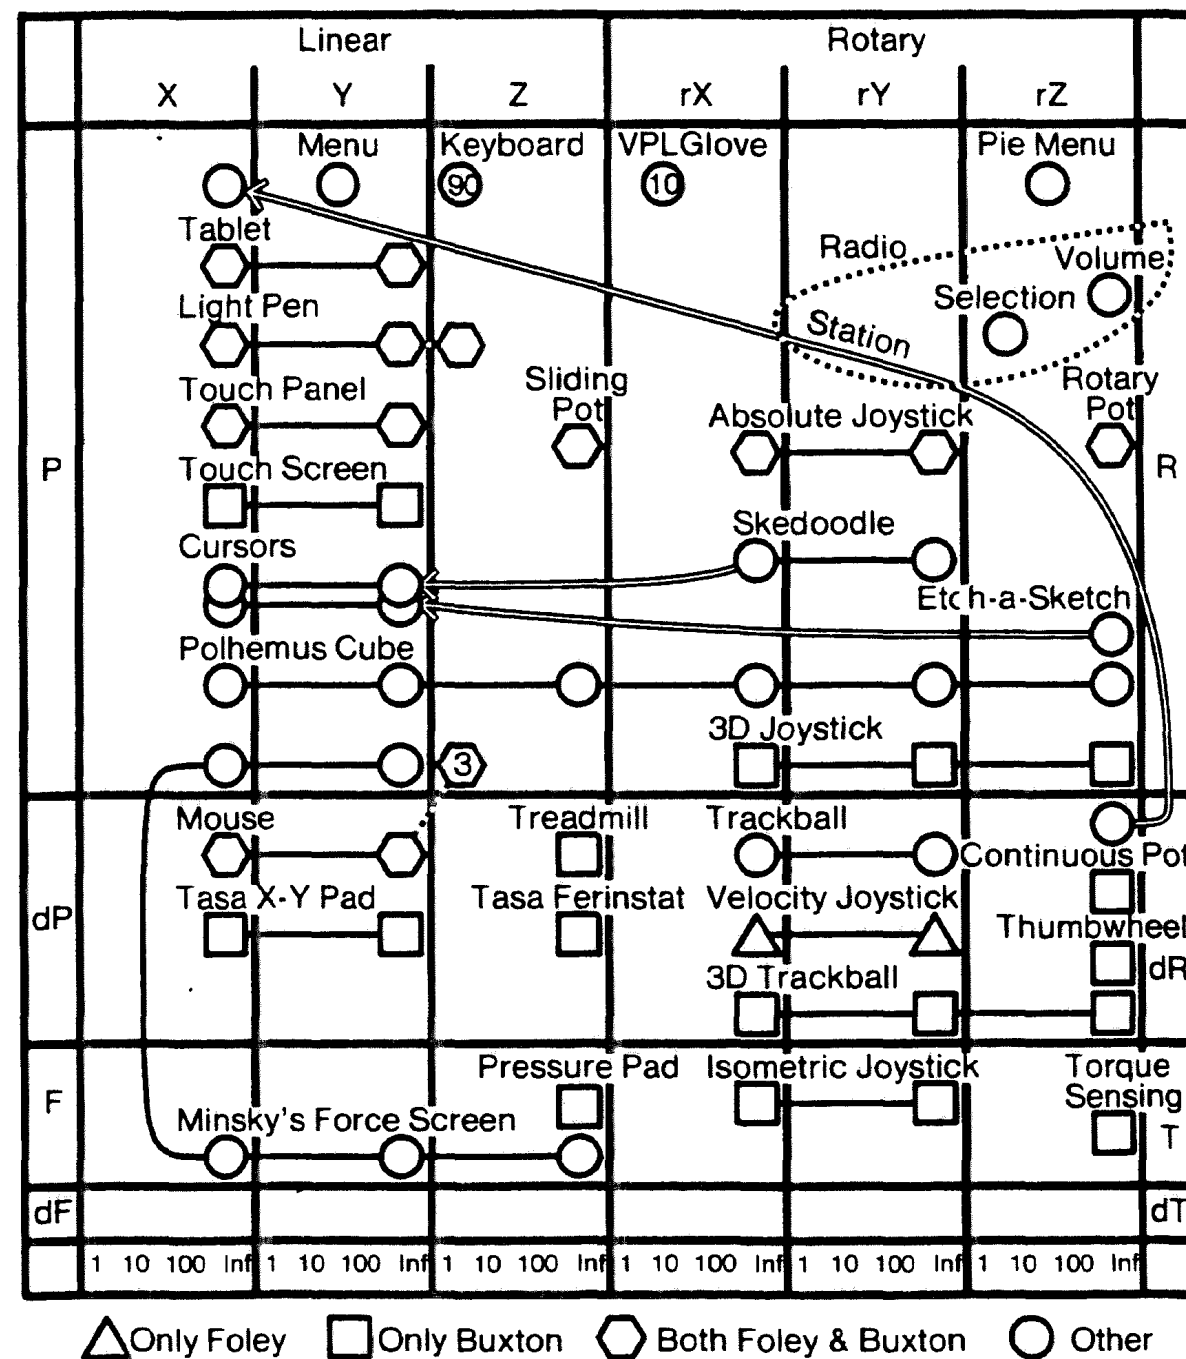 Linear Rotary
X Y Z rX rY rZ
Menu Keyboard VPLGlove Pie Menu
90 10
Tablet
Radio Volume
Light Pen
Selection
Station
Sliding Pot
Rotary Pot
Touch Panel
Absolute Joystick
P R
Touch Screen
Skedoodle
Cursors
Etch-a-Sketch
Polhemus Cube
3D Joystick
3
Mouse Treadmill Trackball
Continuous Pot
Tasa X-Y Pad Tasa Ferinstat Velocity Joystick
dP Thumbwheel
3D Trackball dR
Pressure Pad Isometric Joystick Torque Sensing
F
Minsky's Force Screen
T
dF dT
1 10 100 Inf 1 10 100 Inf 1 10 100 Inf 1 10 100 Inf 1 10 100 Inf 1 10 100 Inf
Only Foley Only Buxton Both Foley & Buxton Other